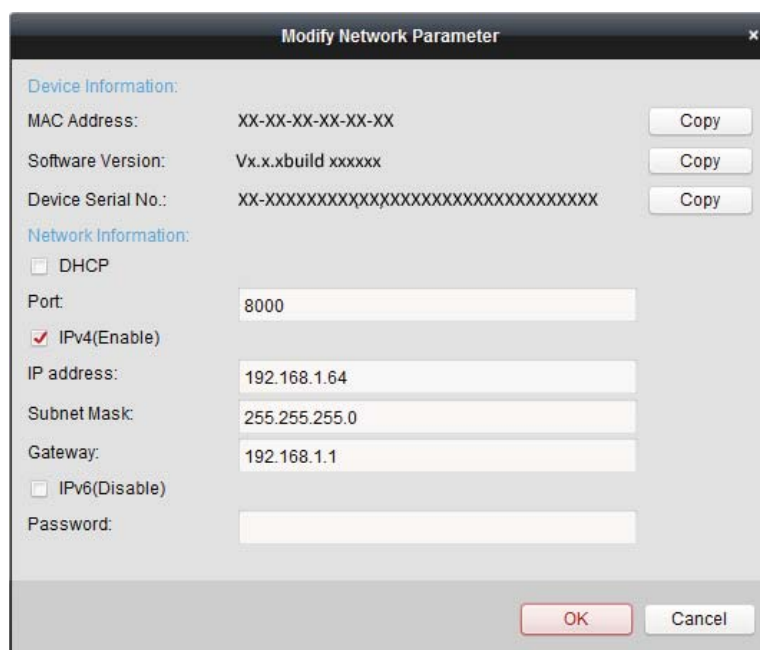 Modify Network Parameter ×
Device Information:
MAC Address: XX-XX-XX-XX-XX-XX Copy
Software Version: Vx.x.xbuild xxxxxx Copy
Device Serial No.: XX-XXXXXXXXXXXXXXXXXXXXXXXXXXXXXXXXX Copy
Network Information:
DHCP
Port: 8000
IPv4(Enable)
IP address: 192.168.1.64
Subnet Mask: 255.255.255.0
Gateway: 192.168.1.1
IPv6(Disable)
Password:
OK Cancel